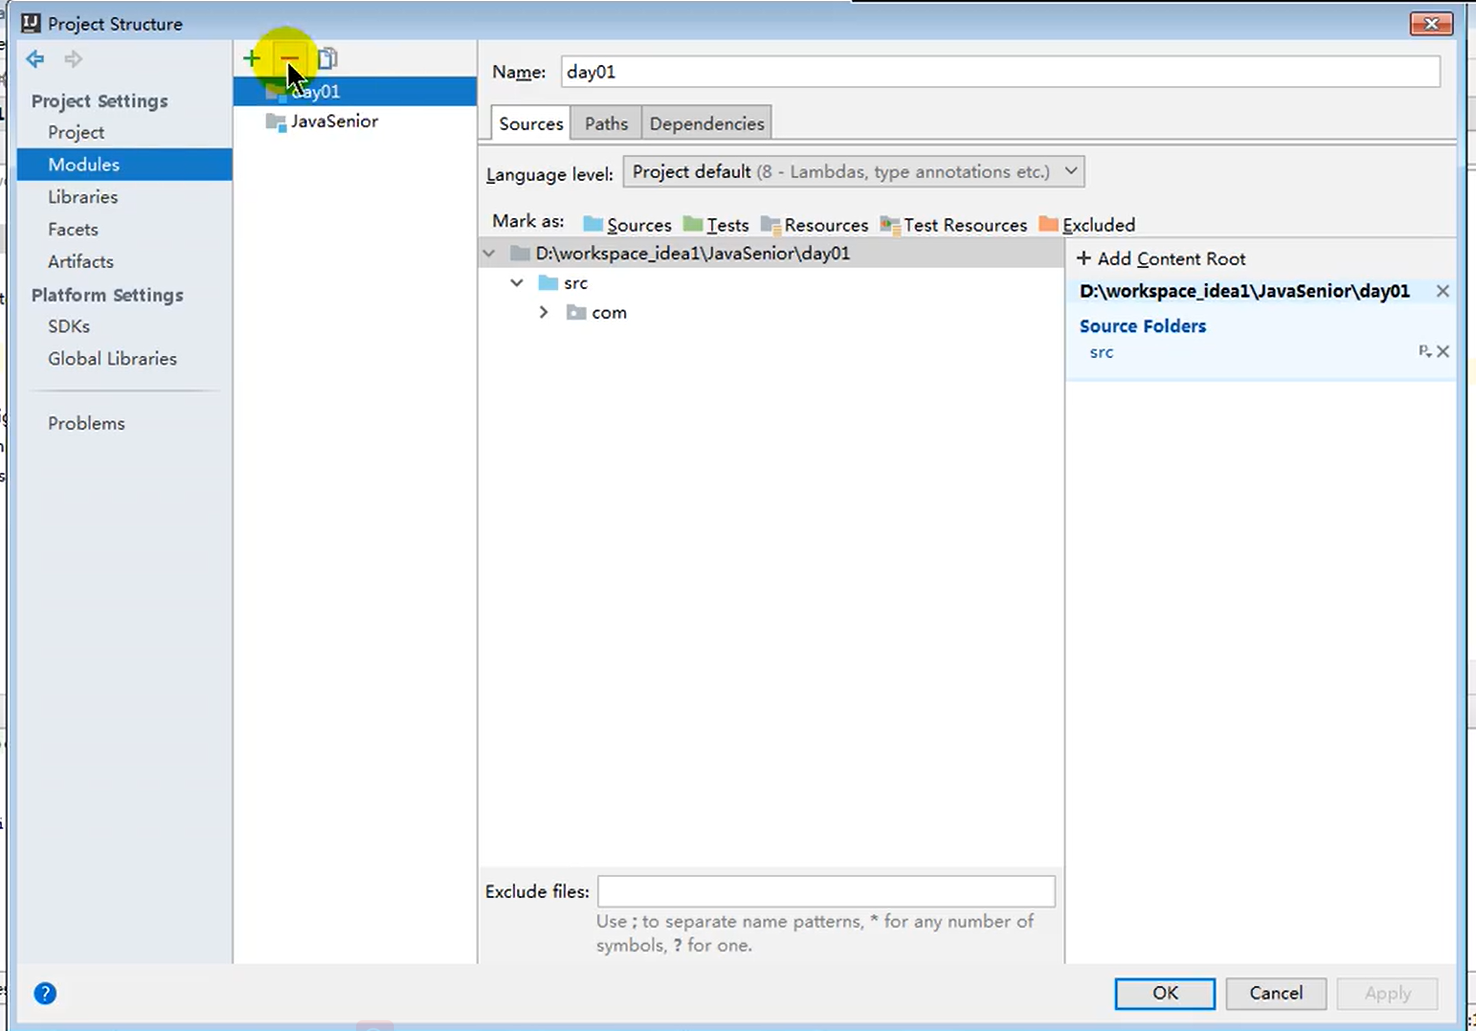 Project Structure
Project Settings
Project
Modules
Libraries
Facets
Artifacts
Platform Settings
SDKs
Global Libraries
Problems
day01
JavaSenior
Name: day01
Sources Paths Dependencies
Language level: Project default (8 - Lambdas, type annotations etc.)
Mark as: Sources Tests Resources Test Resources Excluded
D:\workspace_idea1\JavaSenior\day01
src
com
+ Add Content Root
D:\workspace_idea1\JavaSenior\day01
Source Folders
src
Exclude files:
Use ; to separate name patterns, * for any number of
symbols, ? for one.
OK Cancel Apply